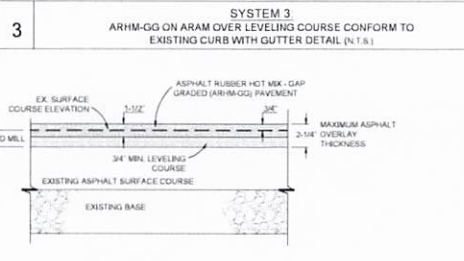 3
SYSTEM 3
ARHM-GG ON ARAM OVER LEVELING COURSE CONFORM TO
EXISTING CURB WITH GUTTER DETAIL (N.T.S.)
ASPHALT RUBBER HOT MIX - GAP
GRADED (ARHM-GG) PAVEMENT
EX. SURFACE
COURSE ELEVATION
1-1/2"
3/4"
MAXIMUM ASPHALT
2-1/4" OVERLAY
THICKNESS
D MILL
3/4" MIN. LEVELING
COURSE
EXISTING ASPHALT SURFACE COURSE
EXISTING BASE